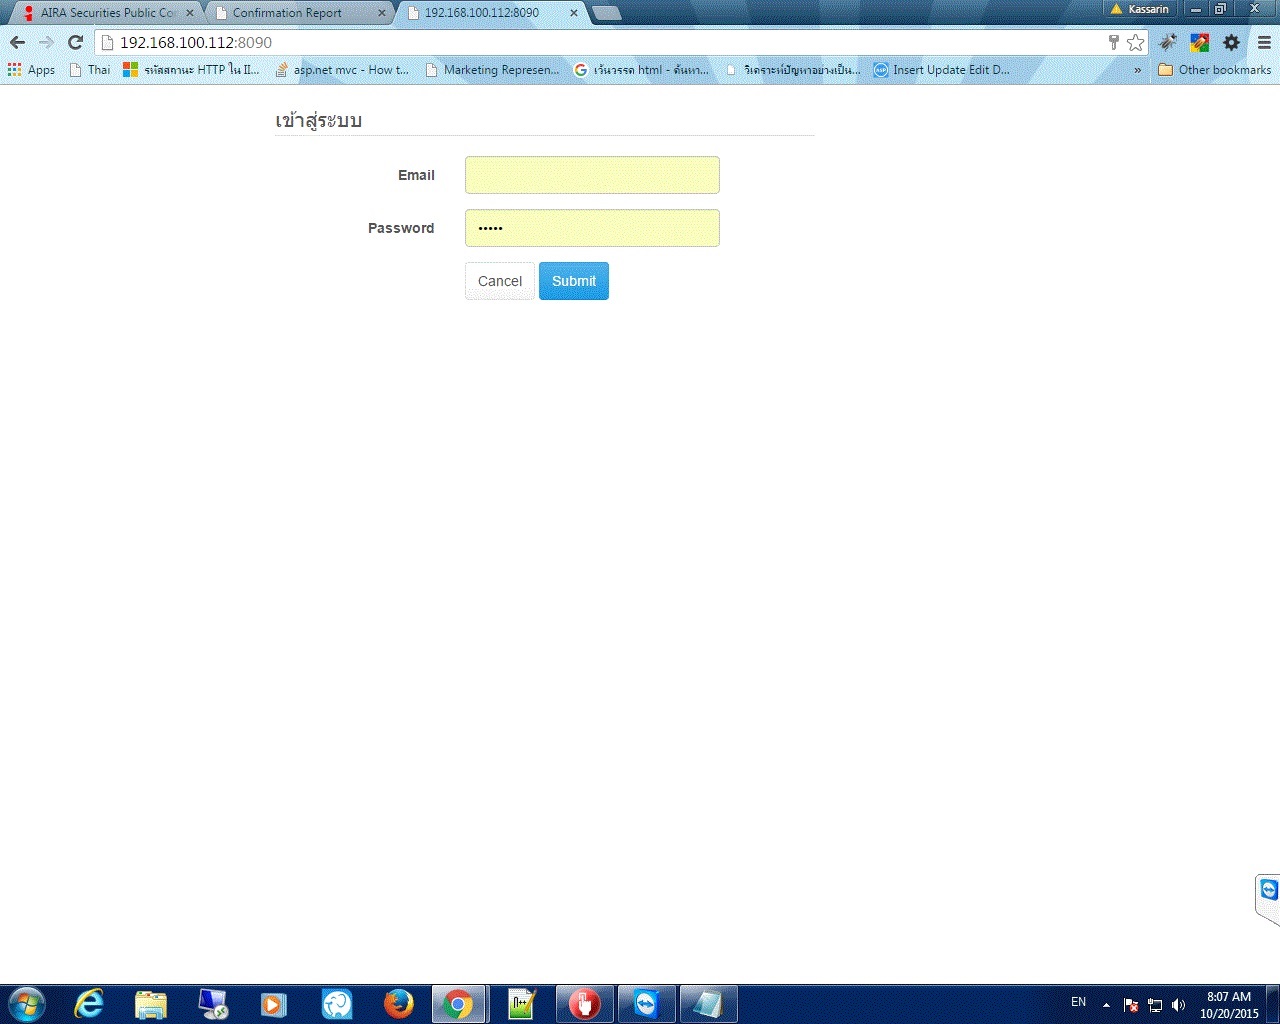 AIRA Securities Public Co
Confirmation Report
192.168.100.112:8090
Kassarin
192.168.100.112:8090
Apps
Thai
รหัสสถานะ HTTP ใน II...
asp.net mvc - How t...
Marketing Represen...
เว้นวรรค html - ค้นหา...
วิเคราะห์ปัญหาอย่างเป็น...
Insert Update Edit D...
»
Other bookmarks
เข้าสู่ระบบ
Email
Password
•••••
Cancel
Submit
EN
8:07 AM
10/20/2015